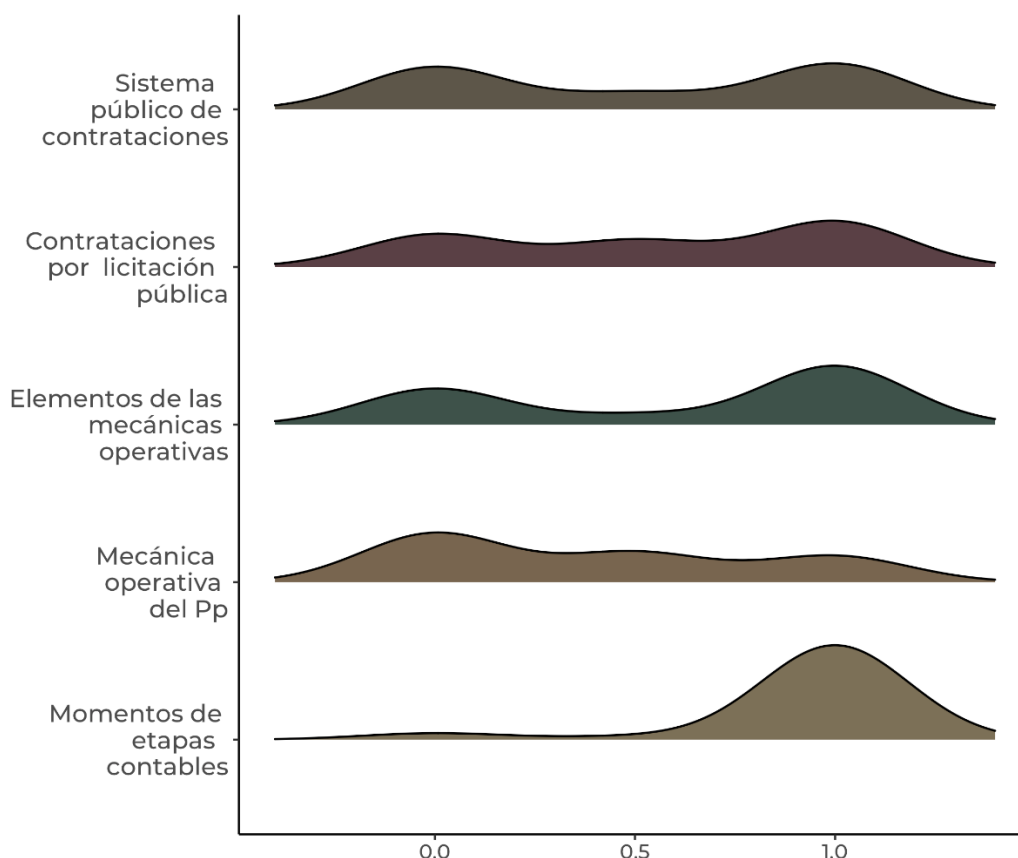 Sistema
público de
contrataciones
Contrataciones
por licitación
pública
Elementos de las
mecánicas
operativas
Mecánica
operativa
del Pp
Momentos de
etapas
contables
0.0 0.5 1.0